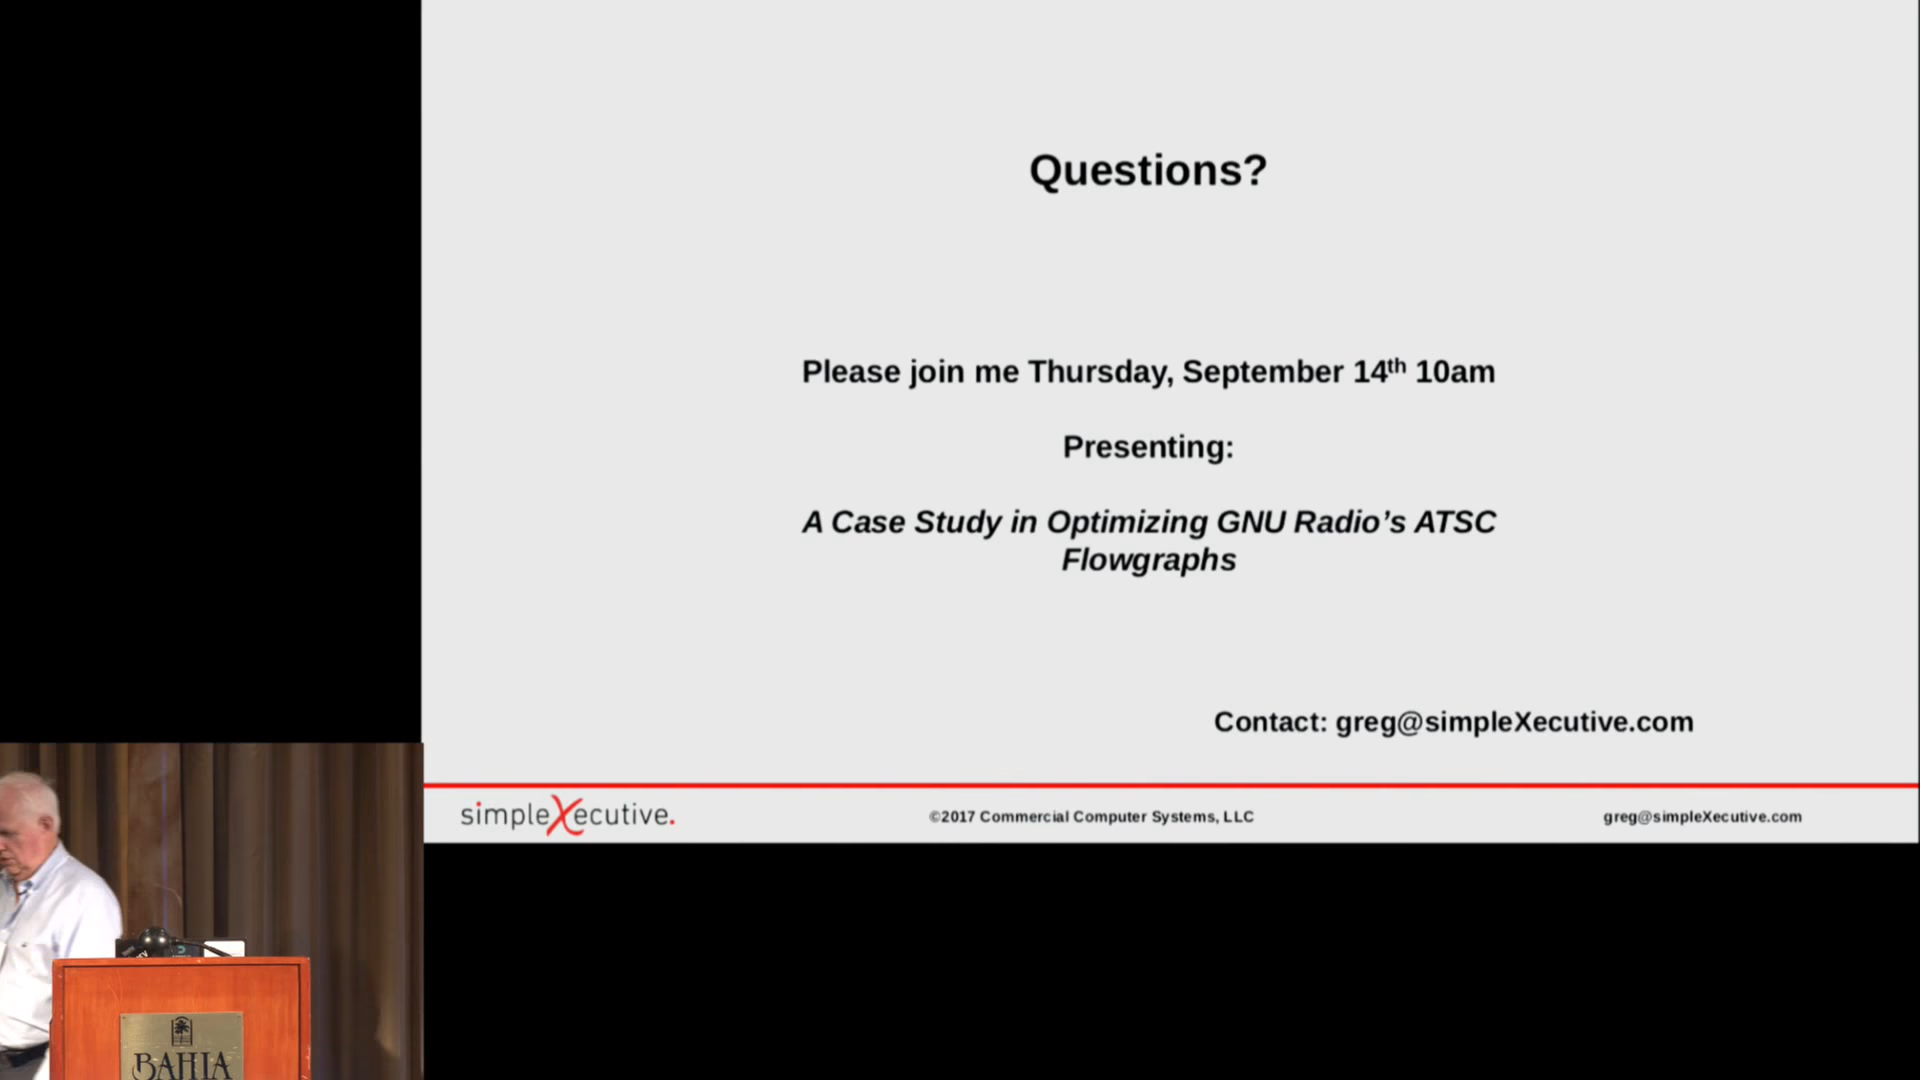 Questions?
Please join me Thursday, September 14th 10am
Presenting:
A Case Study in Optimizing GNU Radio’s ATSC
Flowgraphs
Contact: greg@simpleXecutive.com
simpleXecutive.
©2017 Commercial Computer Systems, LLC
greg@simpleXecutive.com
BAHIA